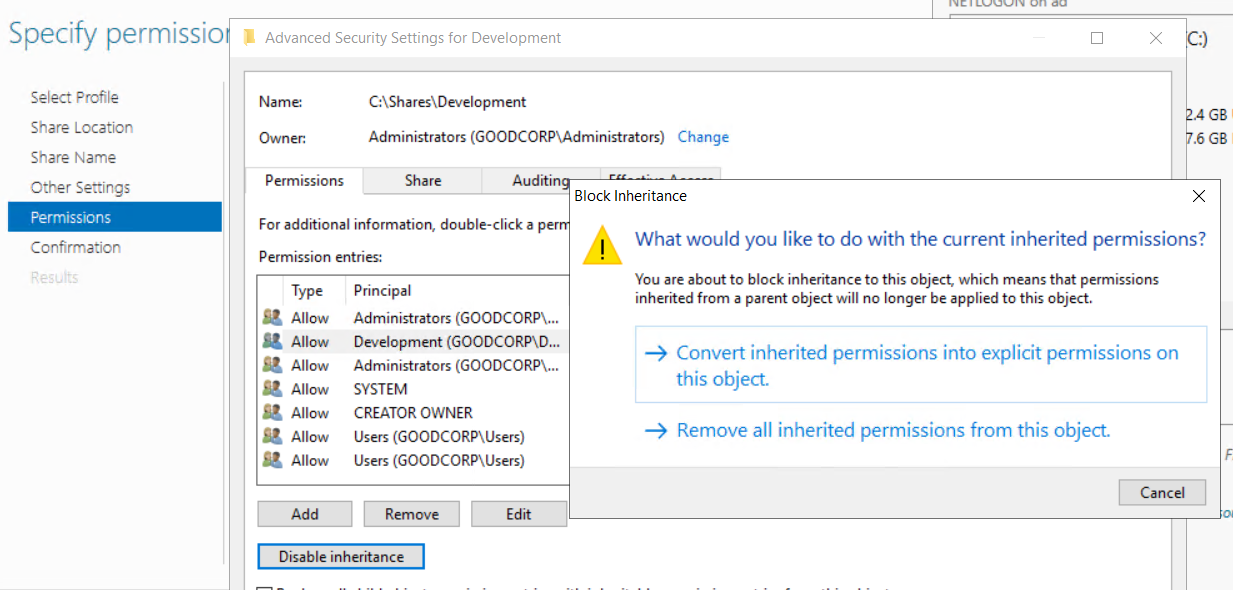 NETLOGON on ad
Specify permission
Advanced Security Settings for Development
(C:)
Select Profile
Share Location
Share Name
Other Settings
Permissions
Confirmation
Results
Name: C:\Shares\Development
Owner: Administrators (GOODCORP\Administrators) Change
2.4 GB
7.6 GB
Permissions Share Auditing Effective Access
For additional information, double-click a perm
Permission entries:
Type Principal
Allow Administrators (GOODCORP\...
Allow Development (GOODCORP\D...
Allow Administrators (GOODCORP\...
Allow SYSTEM
Allow CREATOR OWNER
Allow Users (GOODCORP\Users)
Allow Users (GOODCORP\Users)
Add Remove Edit
Disable inheritance
Block Inheritance
What would you like to do with the current inherited permissions?
You are about to block inheritance to this object, which means that permissions
inherited from a parent object will no longer be applied to this object.
Convert inherited permissions into explicit permissions on
this object.
Remove all inherited permissions from this object.
Cancel